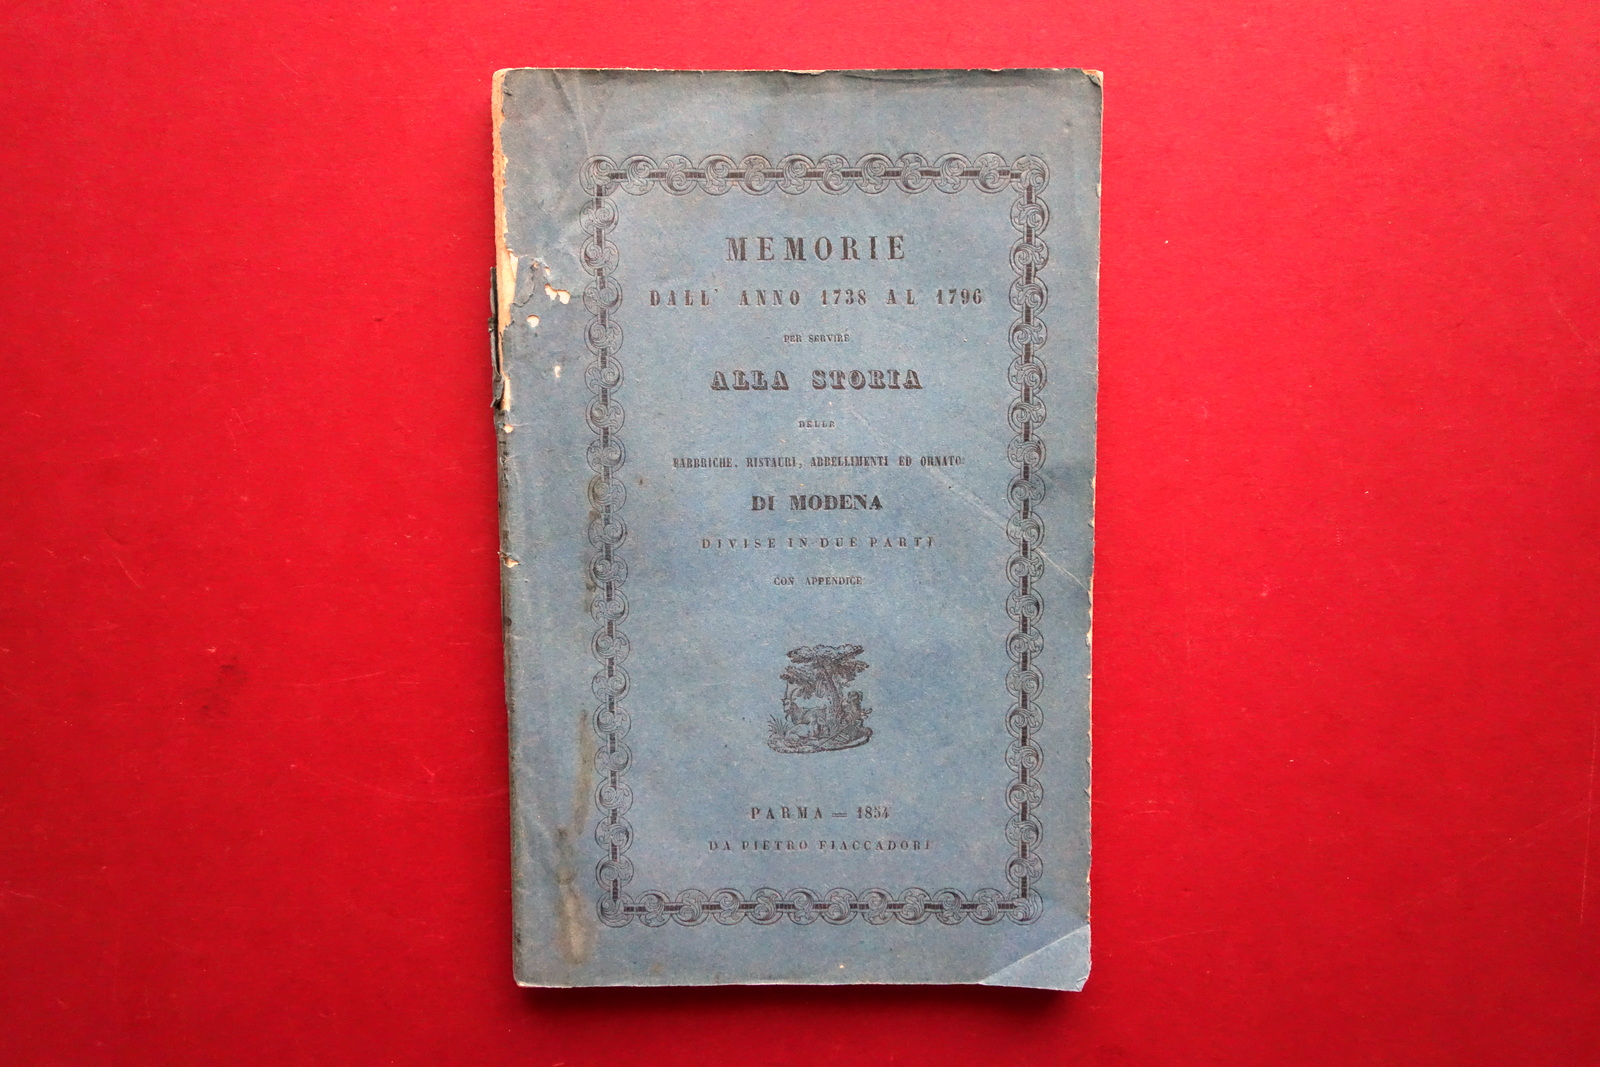 MEMORIE
DALL' ANNO 1738 AL 1796
PER SERVIRE
ALLA STORIA
DELLE
FABBRICHE, RISTAURI, ABBELLIMENTI ED ORNATO
DI MODENA
DIVISE IN DUE PARTI
CON APPENDICE
PARMA = 1854
DA PIETRO FIACCADORI